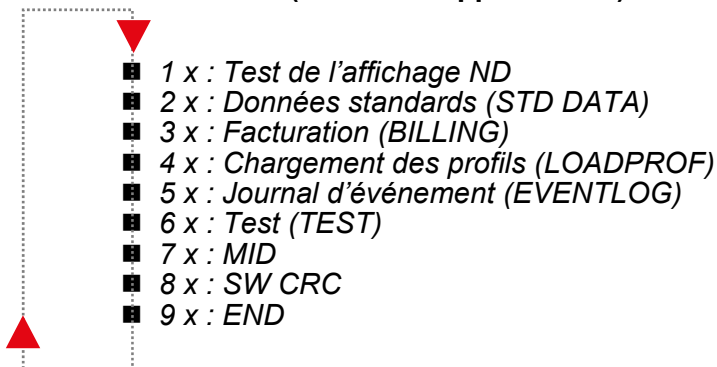 1 x : Test de l'affichage ND
2 x : Données standards (STD DATA)
3 x : Facturation (BILLING)
4 x : Chargement des profils (LOADPROF)
5 x : Journal d'événement (EVENTLOG)
6 x : Test (TEST)
7 x : MID
8 x : SW CRC
9 x : END